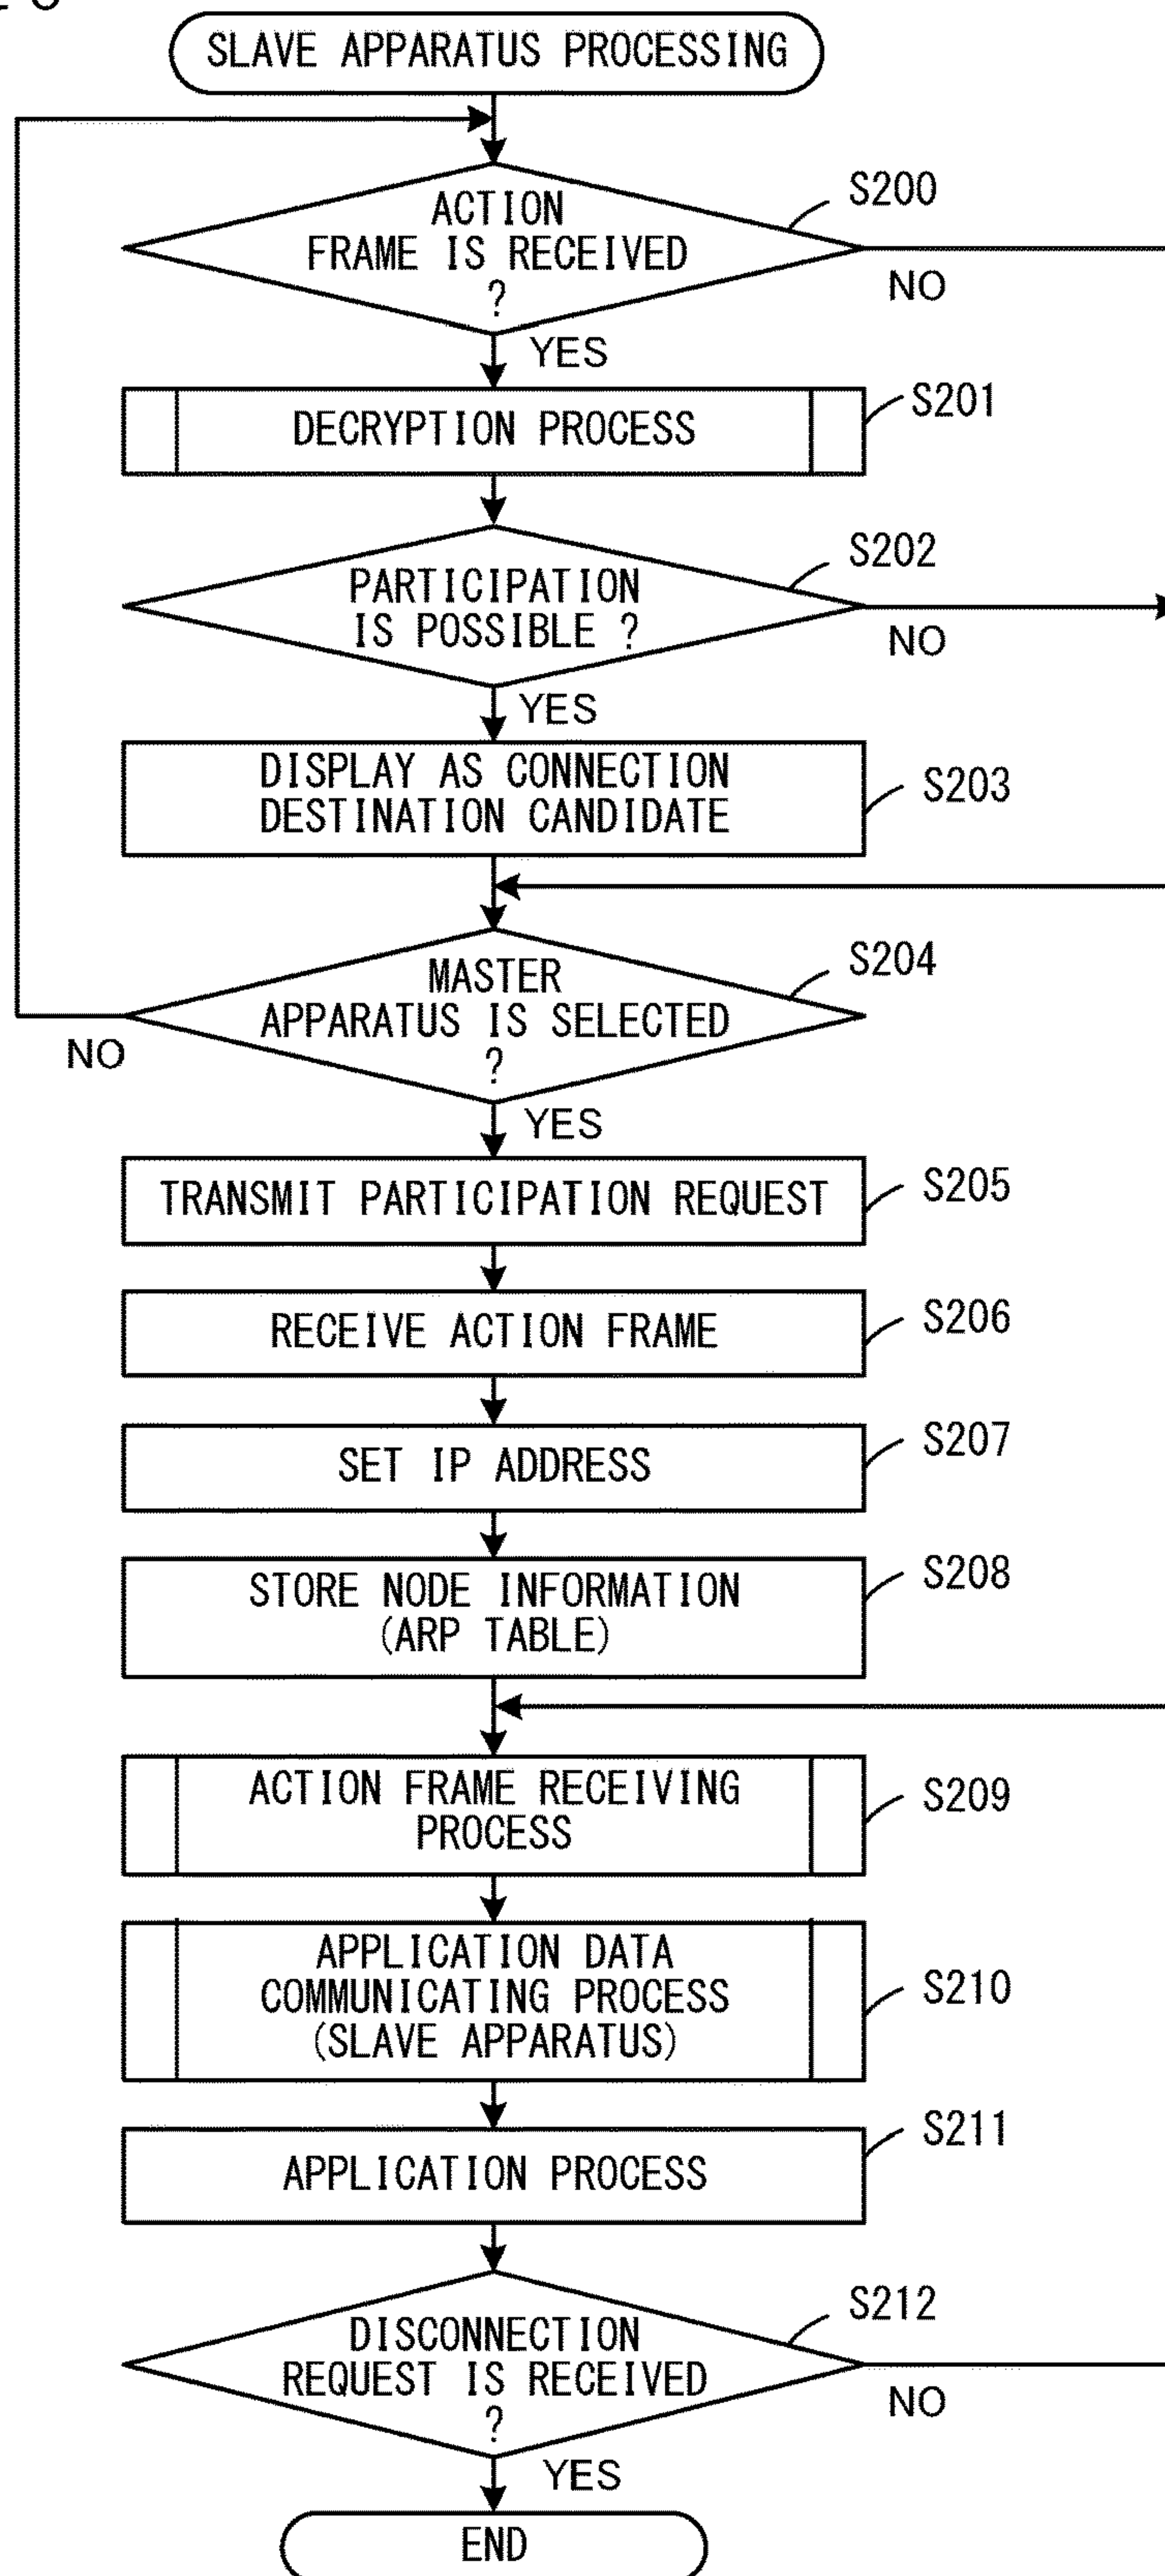 SLAVE APPARATUS PROCESSING
ACTION
FRAME IS RECEIVED
?
S200
NO
YES
DECRYPTION PROCESS
S201
PARTICIPATION
IS POSSIBLE ?
S202
NO
YES
DISPLAY AS CONNECTION
DESTINATION CANDIDATE
S203
MASTER
APPARATUS IS SELECTED
?
S204
NO
YES
TRANSMIT PARTICIPATION REQUEST
S205
RECEIVE ACTION FRAME
S206
SET IP ADDRESS
S207
STORE NODE INFORMATION
(ARP TABLE)
S208
ACTION FRAME RECEIVING
PROCESS
S209
APPLICATION DATA
COMMUNICATING PROCESS
(SLAVE APPARATUS)
S210
APPLICATION PROCESS
S211
DISCONNECTION
REQUEST IS RECEIVED
?
S212
NO
YES
END